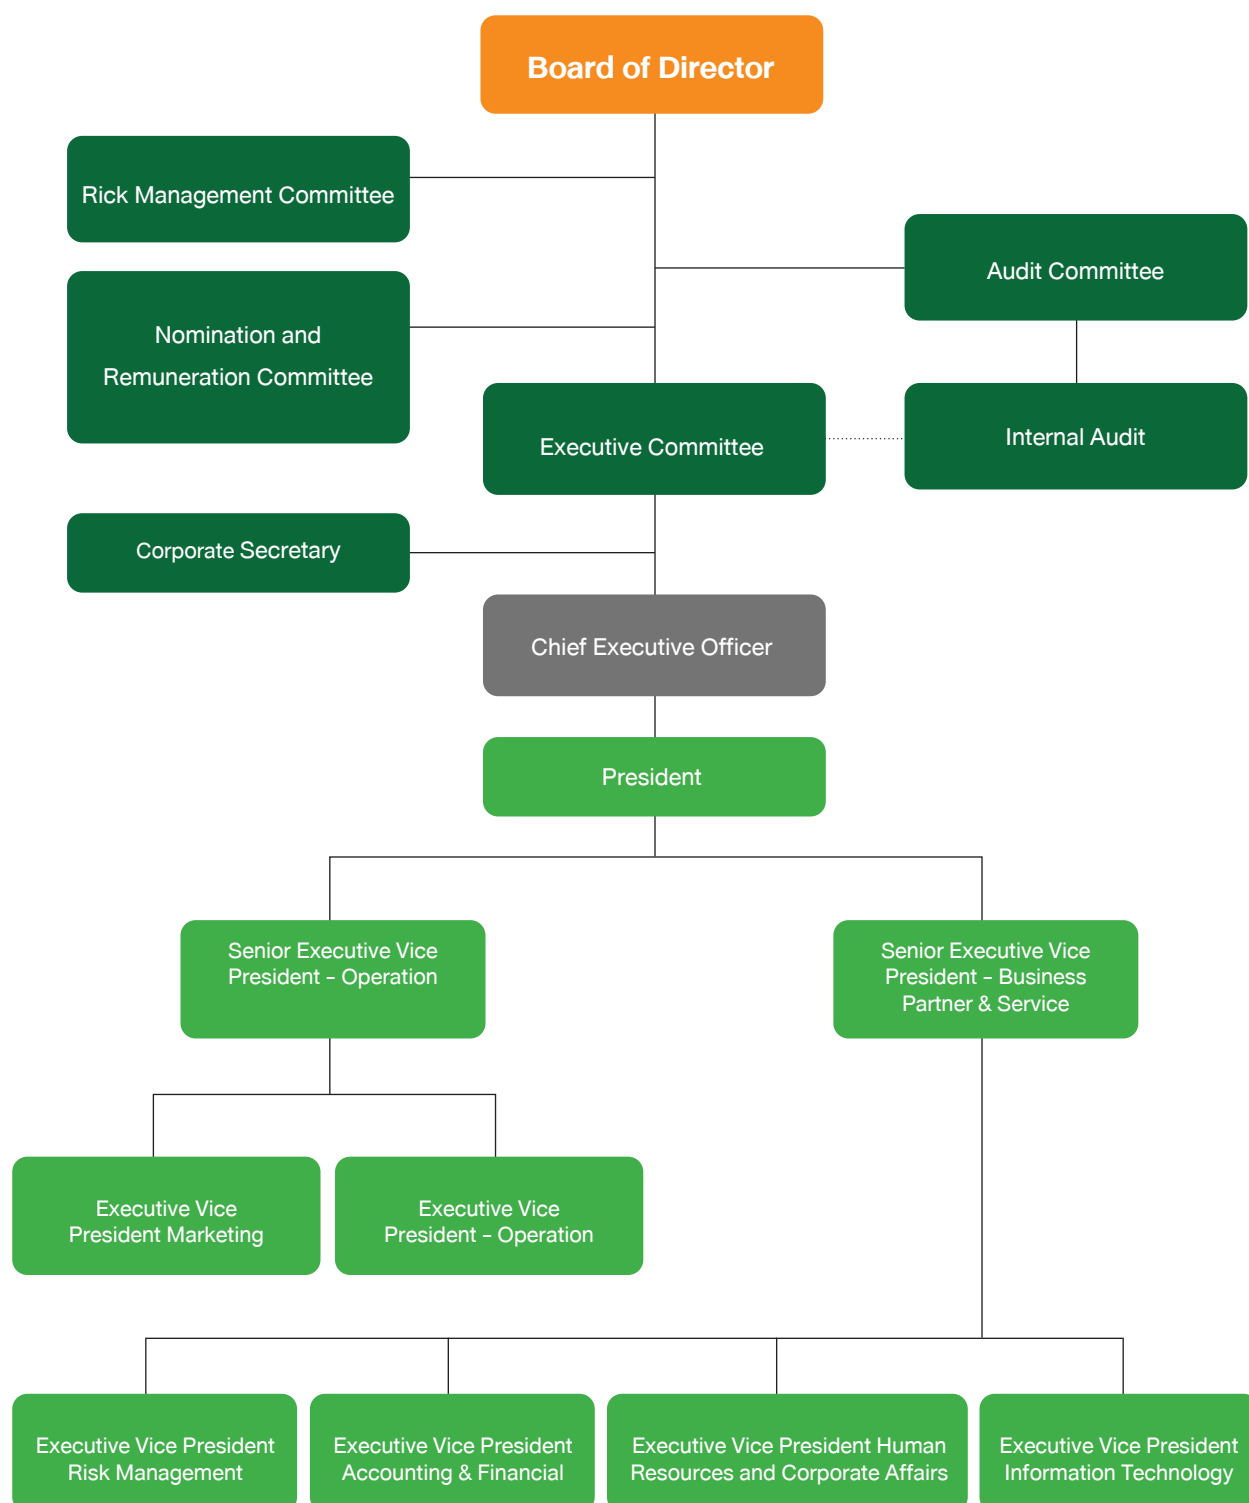 Board of Director
Rick Management Committee
Audit Committee
Nomination and
Remuneration Committee
Executive Committee
Internal Audit
Corporate Secretary
Chief Executive Officer
President
Senior Executive Vice
President – Operation
Senior Executive Vice
President – Business
Partner & Service
Executive Vice
President Marketing
Executive Vice
President – Operation
Executive Vice President
Risk Management
Executive Vice President
Accounting & Financial
Executive Vice President Human
Resources and Corporate Affairs
Executive Vice President
Information Technology